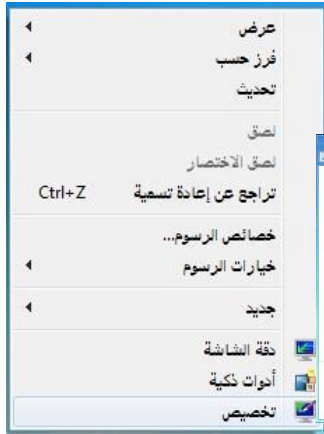 عرض
فرز حسب
تحديث
لصق
لصق الاختصار
تراجع عن إعادة تسمية Ctrl+Z
خصائص الرسوم...
خيارات الرسوم
جديد
دقة الشاشة
أدوات ذكية
تخصيص